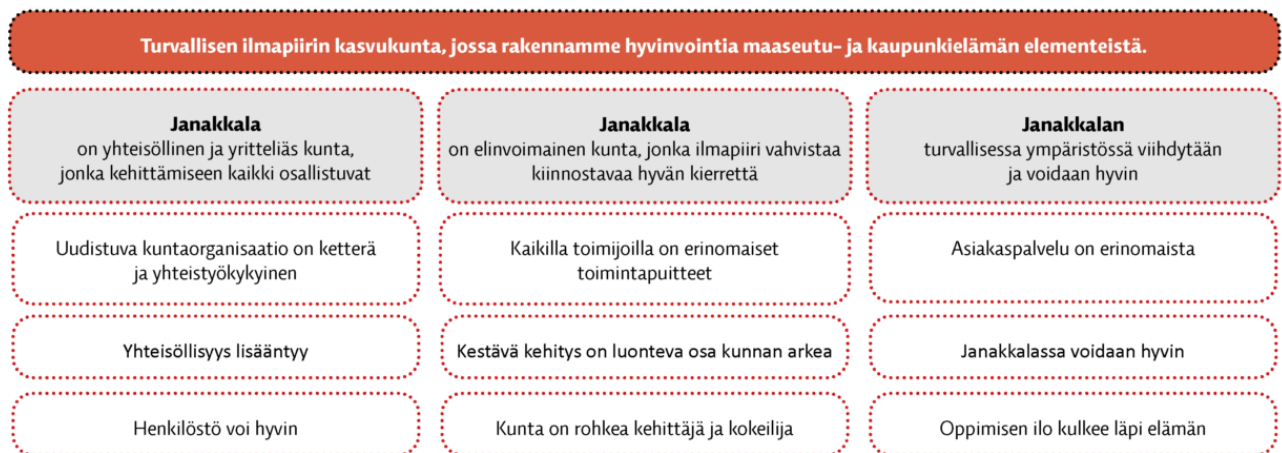 Turvallisen ilmapiirin kasvukunta, jossa rakennamme hyvinvointia maaseutu- ja kaupunkielämän elementeistä.
Janakkala
on yhteisöllinen ja yritteliäs kunta,
jonka kehittämiseen kaikki osallistuvat
Janakkala
on elinvoimainen kunta, jonka ilmapiiri vahvistaa
kiinnostavaa hyvän kierrettä
Janakkalan
turvallisessa ympäristössä viihdytään
ja voidaan hyvin
Uudistuva kuntaorganisaatio on ketterä
ja yhteistyökykyinen
Kaikilla toimijoilla on erinomaiset
toimintapuitteet
Asiakaspalvelu on erinomaista
Yhteisöllisyys lisääntyy
Kestävä kehitys on luonteva osa kunnan arkea
Janakkalassa voidaan hyvin
Henkilöstö voi hyvin
Kunta on rohkea kehittäjä ja kokeilija
Oppimisen ilo kulkee läpi elämän